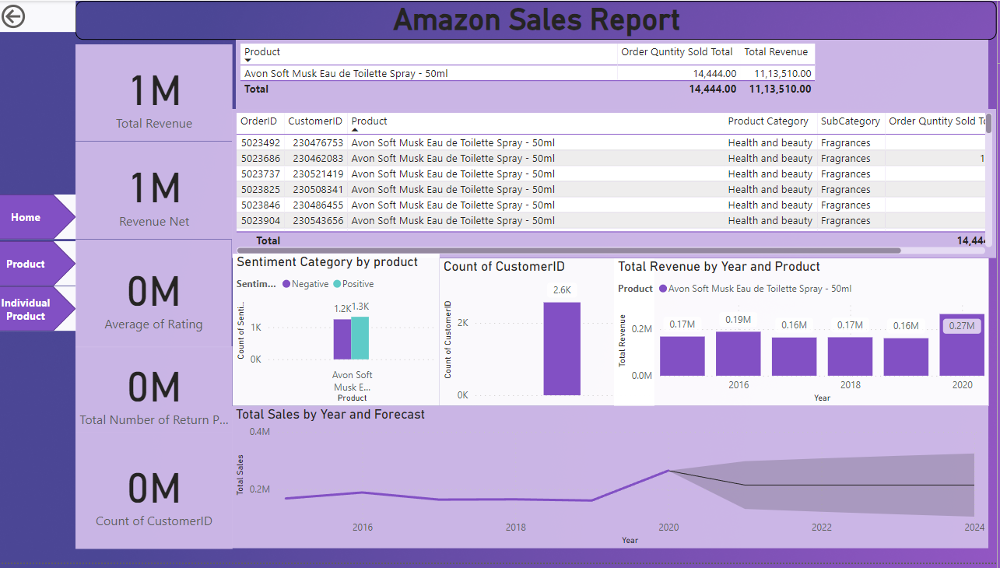 Amazon Sales Report
Home
Product
Individual
Product
1M
Total Revenue
1M
Revenue Net
0M
Average of Rating
0M
Total Number of Return P...
0M
Count of CustomerID
Product Order Quntity Sold Total Total Revenue
Avon Soft Musk Eau de Toilette Spray - 50ml 14,444.00 11,13,510.00
Total 14,444.00 11,13,510.00
OrderID CustomerID Product Product Category SubCategory Order Quntity Sold To
5023492 230476753 Avon Soft Musk Eau de Toilette Spray - 50ml Health and beauty Fragrances
5023686 230462083 Avon Soft Musk Eau de Toilette Spray - 50ml Health and beauty Fragrances 1
5023737 230521419 Avon Soft Musk Eau de Toilette Spray - 50ml Health and beauty Fragrances
5023825 230508341 Avon Soft Musk Eau de Toilette Spray - 50ml Health and beauty Fragrances
5023846 230486455 Avon Soft Musk Eau de Toilette Spray - 50ml Health and beauty Fragrances
5023904 230543656 Avon Soft Musk Eau de Toilette Spray - 50ml Health and beauty Fragrances
Total 14,44
Sentiment Category by product
Sentim... Negative Positive
Count of Senti...
1K
0K
1.2K 1.3K
Avon Soft
Musk E...
Product
Count of CustomerID
Count of CustomerID
2K
0K
2.6K
Total Revenue by Year and Product
Product Avon Soft Musk Eau de Toilette Spray - 50ml
Total Revenue
0.2M
0.0M
0.17M 0.19M 0.16M 0.17M 0.16M 0.27M
2016 2018 2020
Year
Total Sales by Year and Forecast
Total Sales
0.4M
0.2M
2016 2018 2020 2022 2024
Year